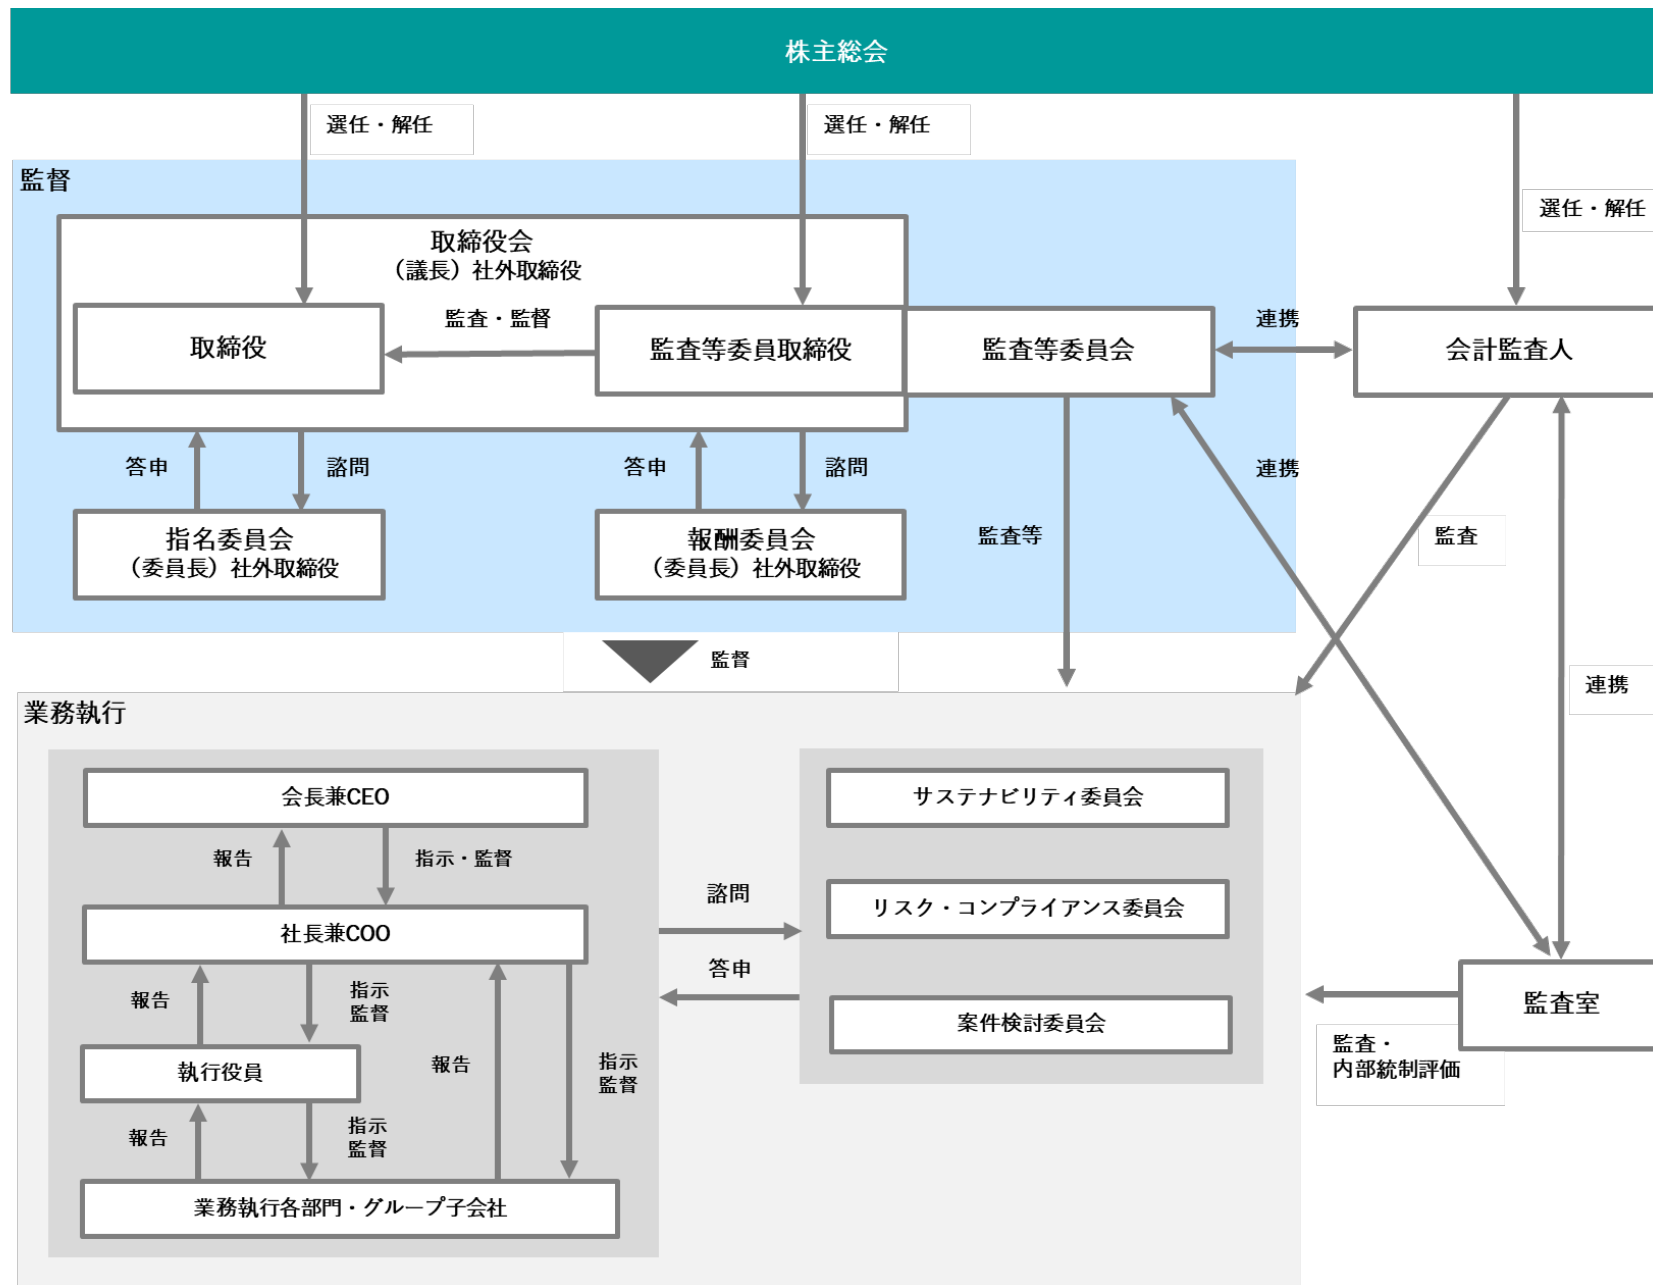 株主総会
選任・解任
選任・解任
選任・解任
監督
取締役会
（議長）社外取締役
取締役
監査・監督
監査等委員取締役
監査等委員会
連携
会計監査人
答申
諮問
答申
諮問
連携
指名委員会
（委員長）社外取締役
報酬委員会
（委員長）社外取締役
監査等
監査
監督
連携
業務執行
会長兼CEO
報告
指示・監督
社長兼COO
報告
指示
監督
執行役員
報告
指示
監督
報告
指示
監督
業務執行各部門・グループ子会社
諮問
答申
サステナビリティ委員会
リスク・コンプライアンス委員会
案件検討委員会
監査室
監査・
内部統制評価